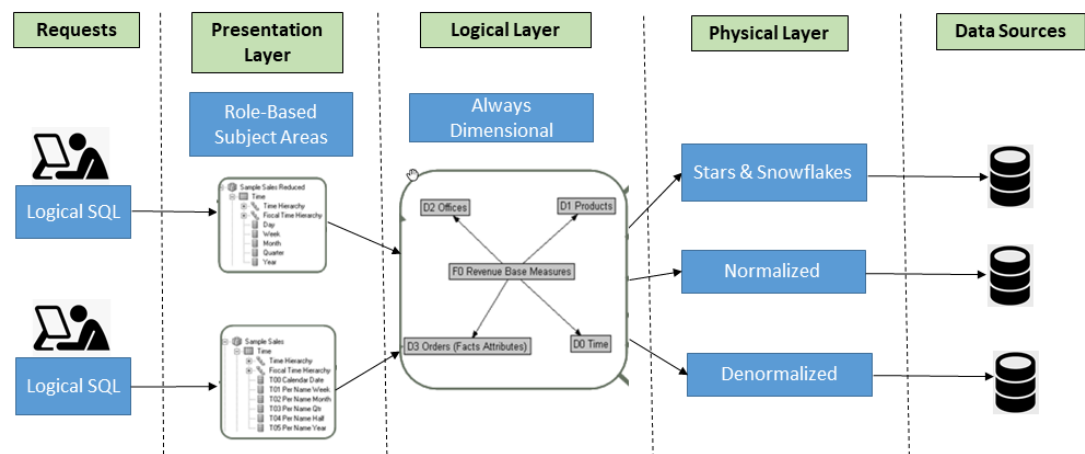 Requests
Presentation
Layer
Logical Layer
Physical Layer
Data Sources
Role-Based
Subject Areas
Always
Dimensional
Logical SQL
Sample Sales Reduced
Time
Time Hierarchy
Fiscal Time Hierarchy
Day
Week
Month
Quarter
Year
D2 Offices
D1 Products
F0 Revenue Base Measures
D3 Orders (Facts Attributes)
D0 Time
Stars & Snowflakes
Normalized
Denormalized
Logical SQL
Sample Sales
Time
Time Hierarchy
Fiscal Time Hierarchy
T00 Calendar Date
T01 Per Name Week
T02 Per Name Month
T03 Per Name Qtr
T04 Per Name Half
T05 Per Name Year